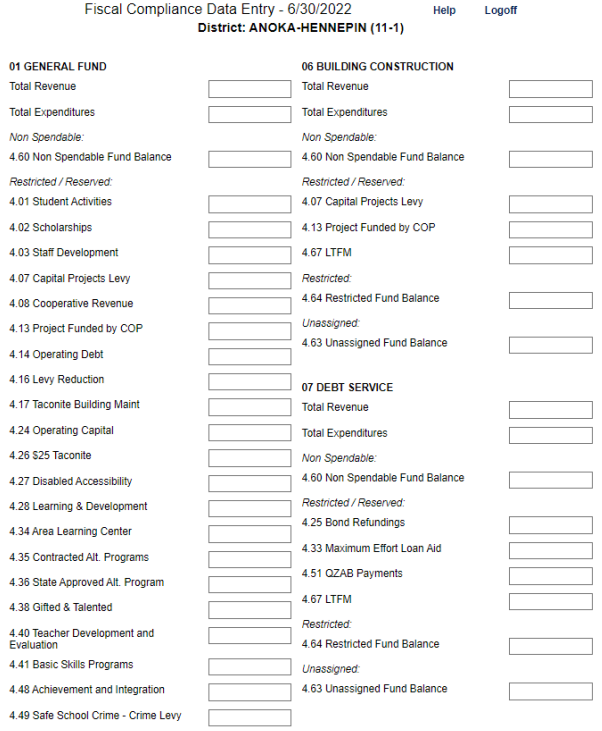 Fiscal Compliance Data Entry - 6/30/2022
Help
Logoff
District: ANOKA-HENNEPIN (11-1)
01 GENERAL FUND
Total Revenue
Total Expenditures
Non Spendable:
4.60 Non Spendable Fund Balance
Restricted / Reserved:
4.01 Student Activities
4.02 Scholarships
4.03 Staff Development
4.07 Capital Projects Levy
4.08 Cooperative Revenue
4.13 Project Funded by COP
4.14 Operating Debt
4.16 Levy Reduction
4.17 Taconite Building Maint
4.24 Operating Capital
4.26 $25 Taconite
4.27 Disabled Accessibility
4.28 Learning & Development
4.34 Area Learning Center
4.35 Contracted Alt. Programs
4.36 State Approved Alt. Program
4.38 Gifted & Talented
4.40 Teacher Development and
Evaluation
4.41 Basic Skills Programs
4.48 Achievement and Integration
4.49 Safe School Crime - Crime Levy
06 BUILDING CONSTRUCTION
Total Revenue
Total Expenditures
Non Spendable:
4.60 Non Spendable Fund Balance
Restricted / Reserved:
4.07 Capital Projects Levy
4.13 Project Funded by COP
4.67 LTFM
Restricted:
4.64 Restricted Fund Balance
Unassigned:
4.63 Unassigned Fund Balance
07 DEBT SERVICE
Total Revenue
Total Expenditures
Non Spendable:
4.60 Non Spendable Fund Balance
Restricted / Reserved:
4.25 Bond Refundings
4.33 Maximum Effort Loan Aid
4.51 QZAB Payments
4.67 LTFM
Restricted:
4.64 Restricted Fund Balance
Unassigned:
4.63 Unassigned Fund Balance